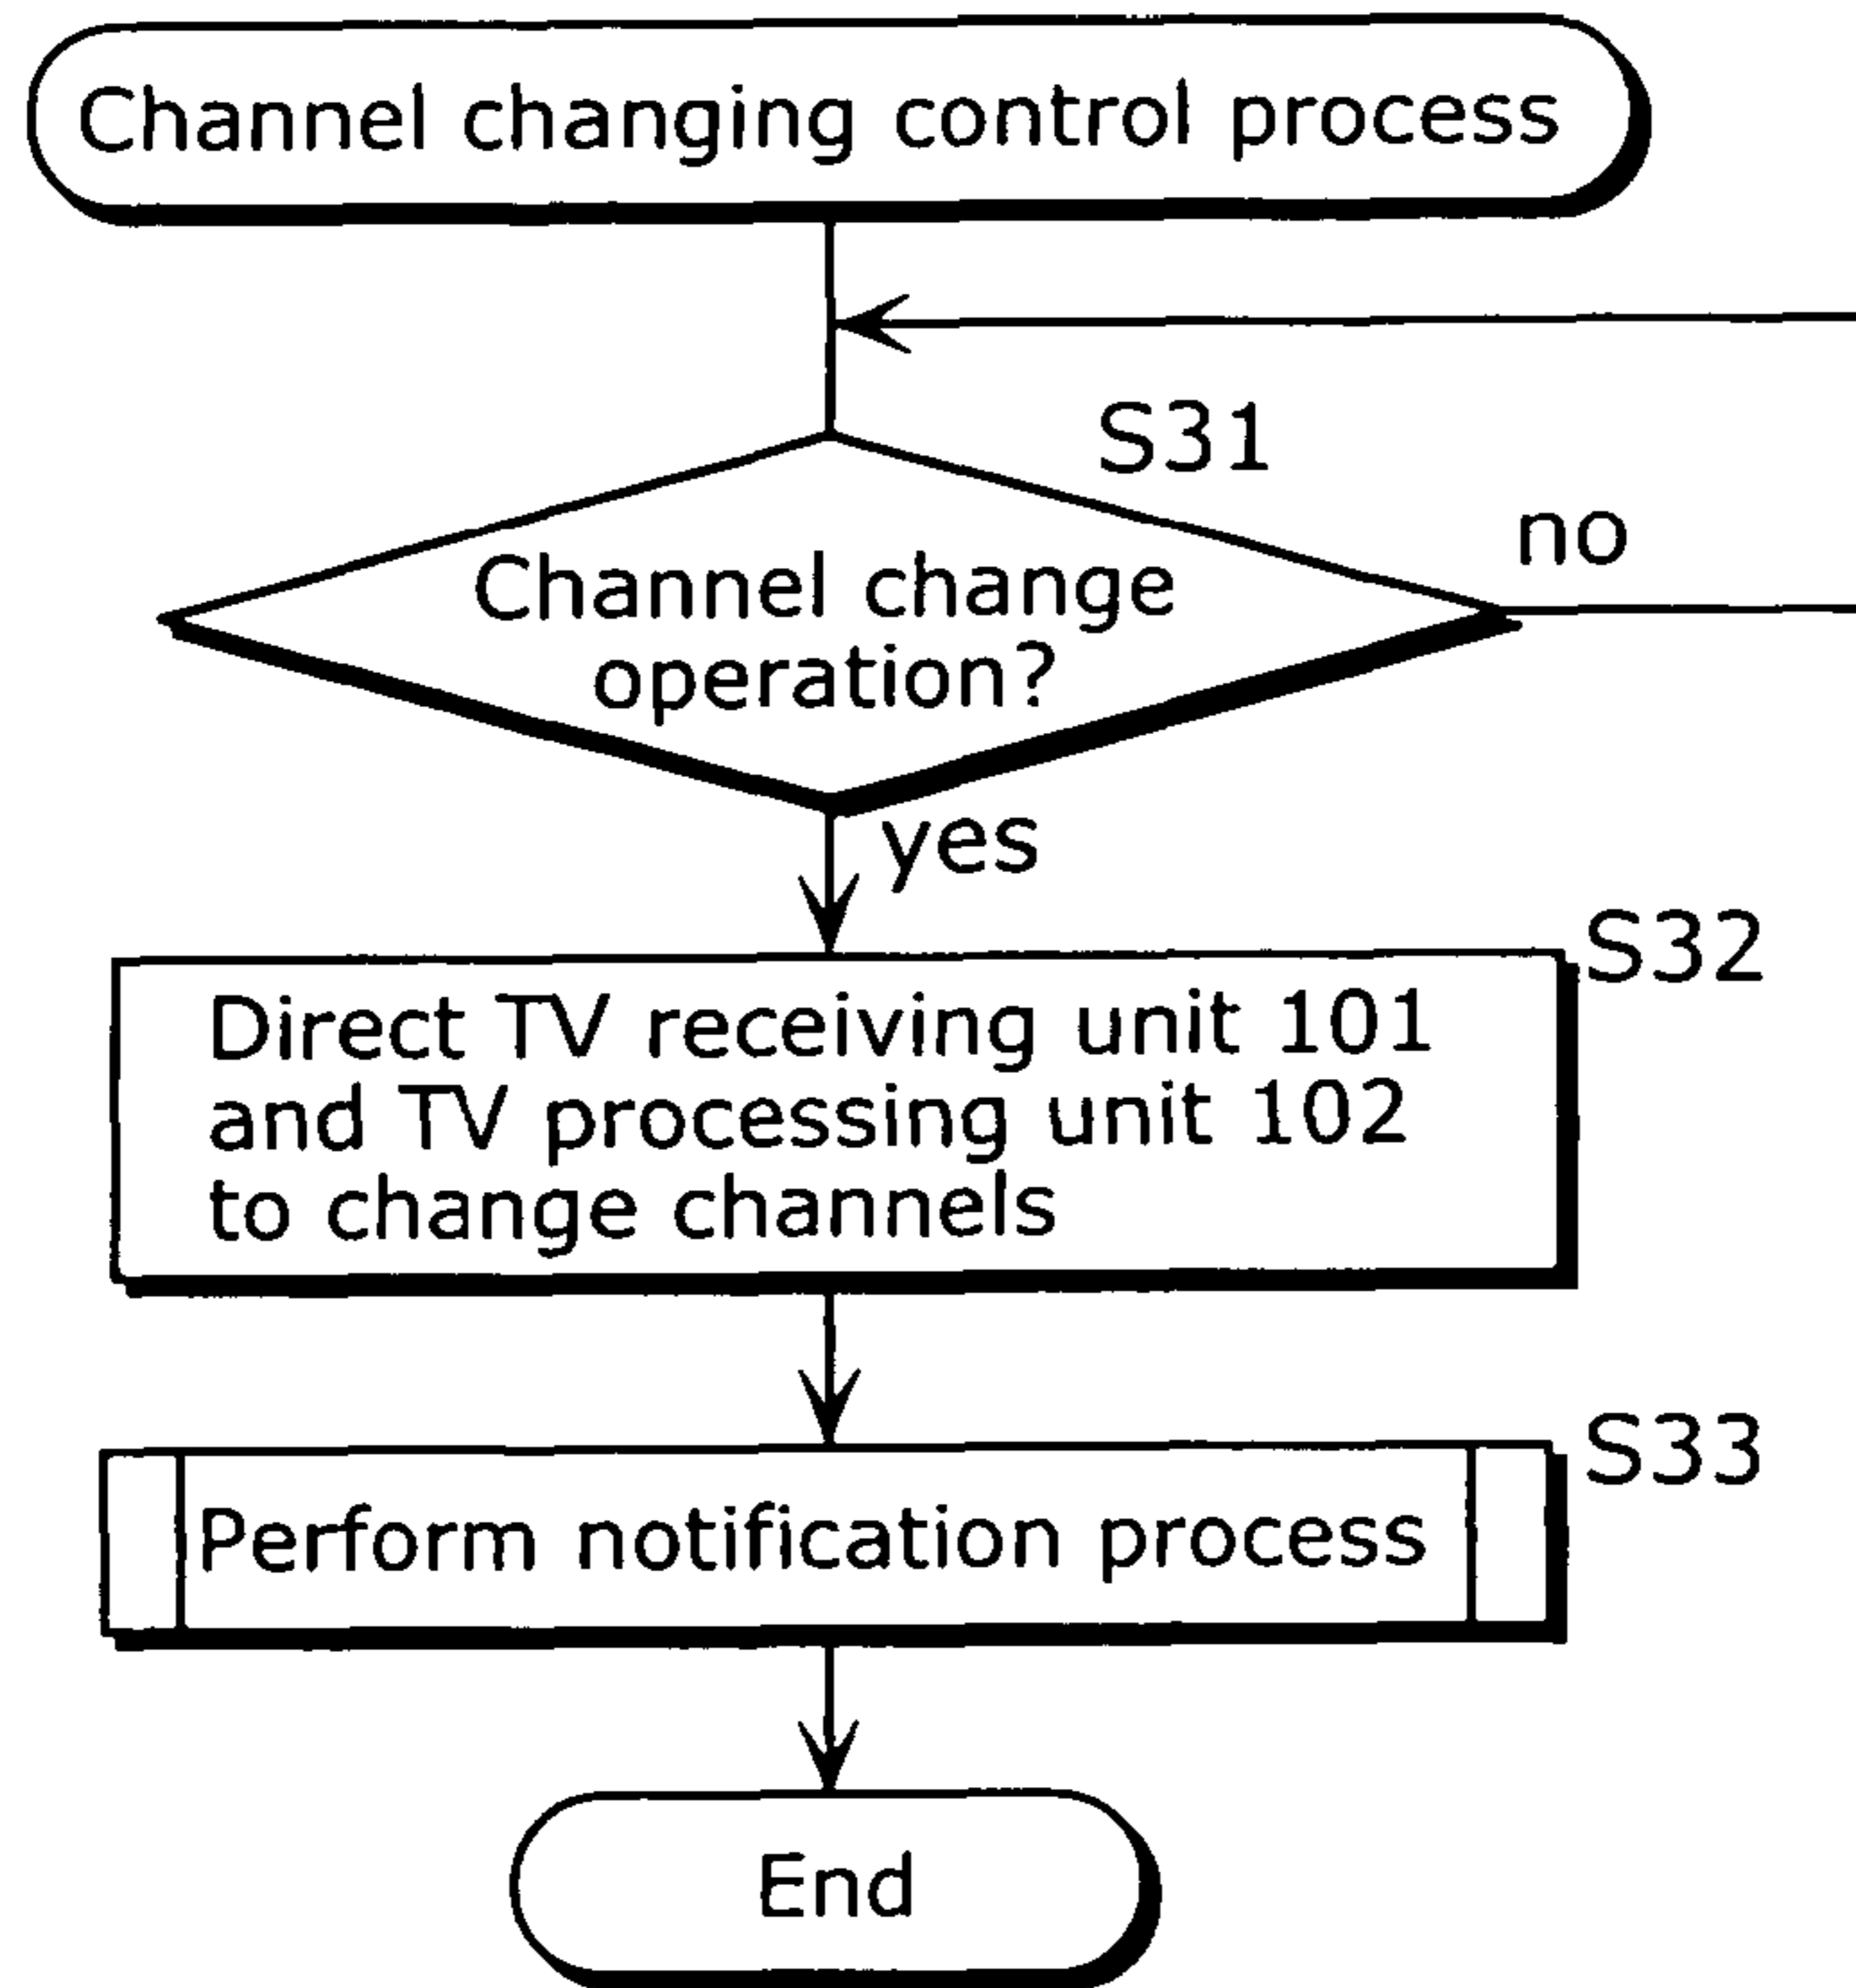 Channel changing control process
S31
no
Channel change
operation?
yes
S32
Direct TV receiving unit 101
and TV processing unit 102
to change channels
S33
Perform notification process
End